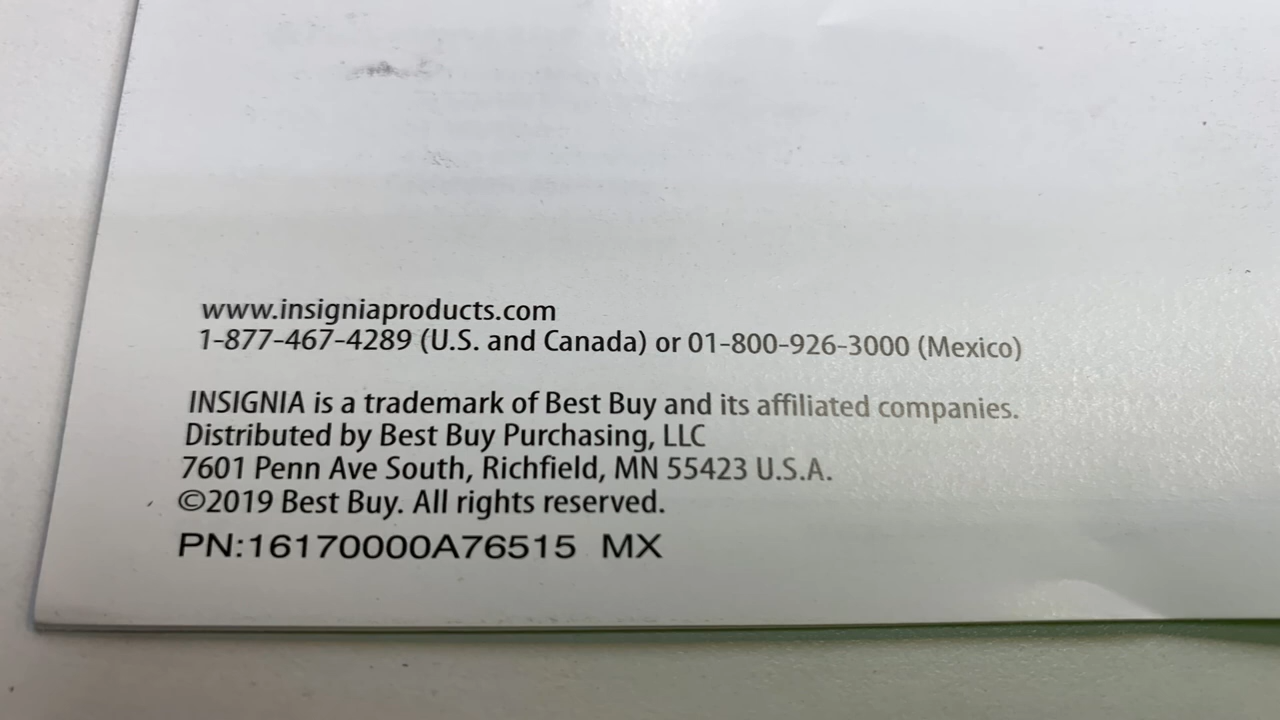 www.insigniaproducts.com
1-877-467-4289 (U.S. and Canada) or 01-800-926-3000 (Mexico)
INSIGNIA is a trademark of Best Buy and its affiliated companies.
Distributed by Best Buy Purchasing, LLC
7601 Penn Ave South, Richfield, MN 55423 U.S.A.
©2019 Best Buy. All rights reserved.
PN:16170000A76515 MX